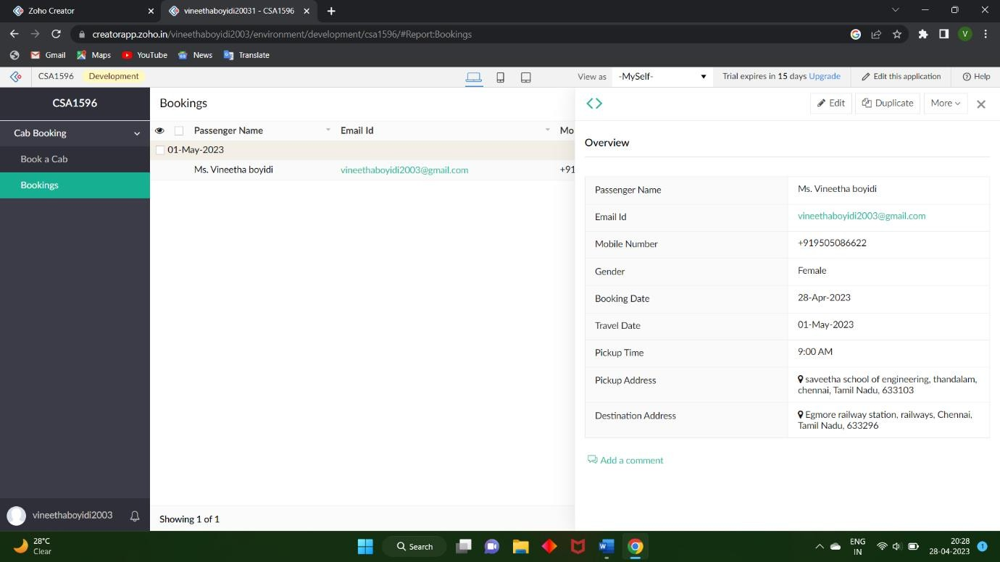 Zoho Creator
vineethaboyidi20031 - CSA1596
creatorapp.zoho.in/vineethaboyidi2003/environment/development/csa1596/#Report:Bookings
V
Gmail Maps YouTube News Translate
CSA1596 Development View as -MySelf- Trial expires in 15 days Upgrade Edit this application Help
CSA1596
Cab Booking
Book a Cab
Bookings
vineethaboyidi2003
Bookings
Passenger Name Email Id Mo
01-May-2023
Ms. Vineetha boyidi vineethaboyidi2003@gmail.com +91
Showing 1 of 1
Edit Duplicate More
Overview
Passenger Name Ms. Vineetha boyidi
Email Id vineethaboyidi2003@gmail.com
Mobile Number +919505086622
Gender Female
Booking Date 28-Apr-2023
Travel Date 01-May-2023
Pickup Time 9:00 AM
Pickup Address saveetha school of engineering, thandalam,
chennai, Tamil Nadu, 633103
Destination Address Egmore railway station, railways, Chennai,
Tamil Nadu, 633296
Add a comment
28°C
Clear
Search
ENG
IN
20:28
28-04-2023
1